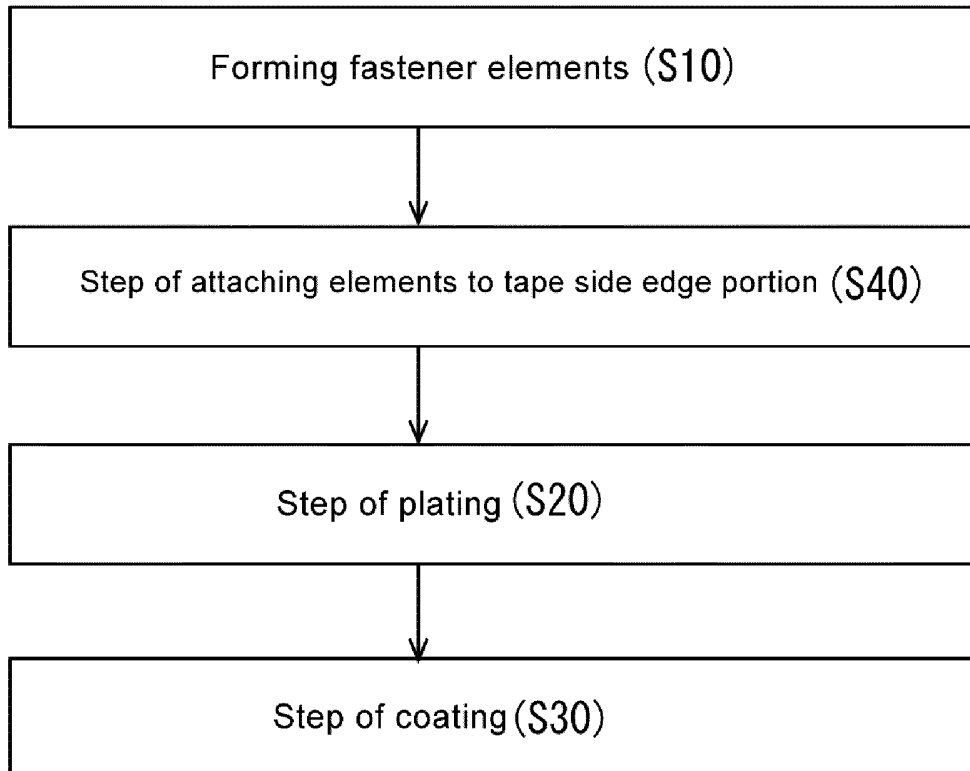 Forming fastener elements (S10)
Step of attaching elements to tape side edge portion (S40)
Step of plating (S20)
Step of coating (S30)